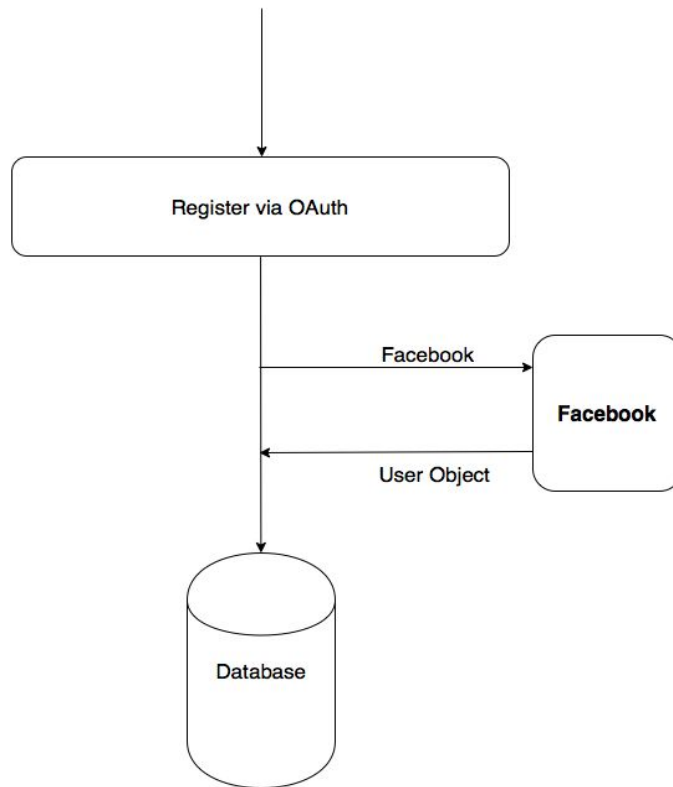 Register via OAuth
Facebook
Facebook
User Object
Database